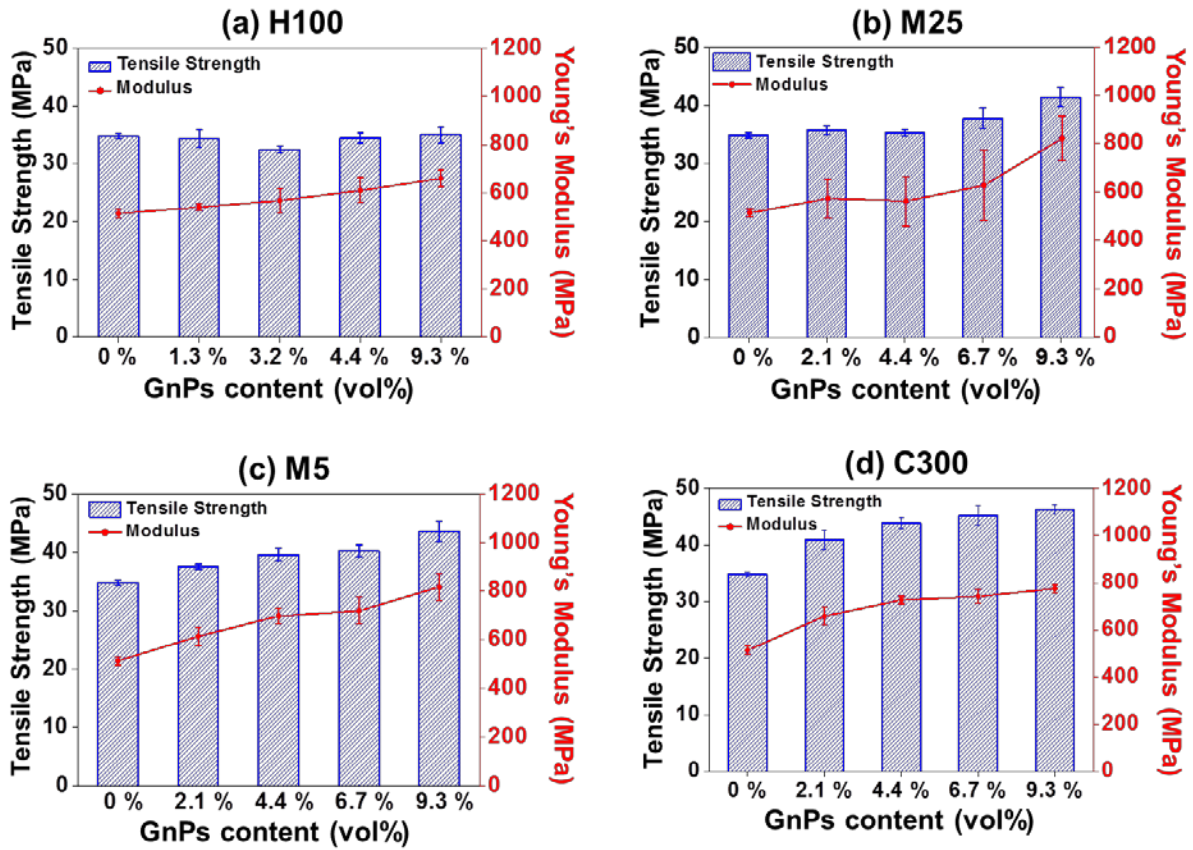 (a) H100
Tensile Strength (MPa)
50
40
30
20
10
0
Tensile Strength
Modulus
1200
1000
800
600
400
200
0
Young's Modulus (MPa)
0 % 1.3 % 3.2 % 4.4 % 9.3 %
GnPs content (vol%)
(b) M25
Tensile Strength (MPa)
50
40
30
20
10
0
Tensile Strength
Modulus
1200
1000
800
600
400
200
0
Young's Modulus (MPa)
0 % 2.1 % 4.4 % 6.7 % 9.3 %
GnPs content (vol%)
(c) M5
Tensile Strength (MPa)
50
40
30
20
10
0
Tensile Strength
Modulus
1200
1000
800
600
400
200
0
Young's Modulus (MPa)
0 % 2.1 % 4.4 % 6.7 % 9.3 %
GnPs content (vol%)
(d) C300
Tensile Strength (MPa)
50
40
30
20
10
0
Tensile Strength
Modulus
1200
1000
800
600
400
200
0
Young's Modulus (MPa)
0 % 2.1 % 4.4 % 6.7 % 9.3 %
GnPs content (vol%)